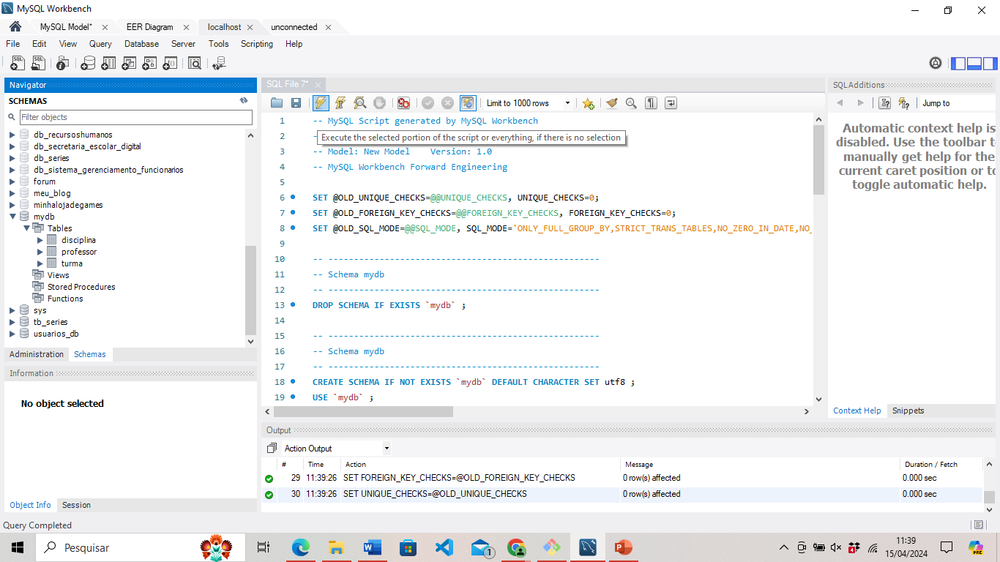 MySQL Workbench
MySQL Model* EER Diagram localhost unconnected
File Edit View Query Database Server Tools Scripting Help
Navigator
SCHEMAS
Filter objects
db_recursoshumanos
db_secretaria_escolar_digital
db_series
db_sistema_gerenciamento_funcionarios
forum
meu_blog
minhalojadegames
mydb
Tables
disciplina
professor
turma
Views
Stored Procedures
Functions
sys
tb_series
usuarios_db
Administration Schemas
Information
No object selected
Object Info Session
SQL File 7*
Limit to 1000 rows
1 -- MySQL Script generated by MySQL Workbench
2 -
Execute the selected portion of the script or everything, if there is no selection
3 -- Model: New Model    Version: 1.0
4 -- MySQL Workbench Forward Engineering
5
6 SET @OLD_UNIQUE_CHECKS=@@UNIQUE_CHECKS, UNIQUE_CHECKS=0;
7 SET @OLD_FOREIGN_KEY_CHECKS=@@FOREIGN_KEY_CHECKS, FOREIGN_KEY_CHECKS=0;
8 SET @OLD_SQL_MODE=@@SQL_MODE, SQL_MODE='ONLY_FULL_GROUP_BY,STRICT_TRANS_TABLES,NO_ZERO_IN_DATE,NO_
9
10 -- -----------------------------------------------------
11 -- Schema mydb
12 -- -----------------------------------------------------
13 DROP SCHEMA IF EXISTS `mydb` ;
14
15 -- -----------------------------------------------------
16 -- Schema mydb
17 -- -----------------------------------------------------
18 CREATE SCHEMA IF NOT EXISTS `mydb` DEFAULT CHARACTER SET utf8 ;
19 USE `mydb` ;
SQLAdditions
Jump to
Automatic context help is
disabled. Use the toolbar t
manually get help for the
current caret position or to
toggle automatic help.
Context Help Snippets
Output
Action Output
# Time Action Message Duration / Fetch
29 11:39:26 SET FOREIGN_KEY_CHECKS=@OLD_FOREIGN_KEY_CHECKS 0 row(s) affected 0.000 sec
30 11:39:26 SET UNIQUE_CHECKS=@OLD_UNIQUE_CHECKS 0 row(s) affected 0.000 sec
Query Completed
Pesquisar
1
11:39
15/04/2024
PRE